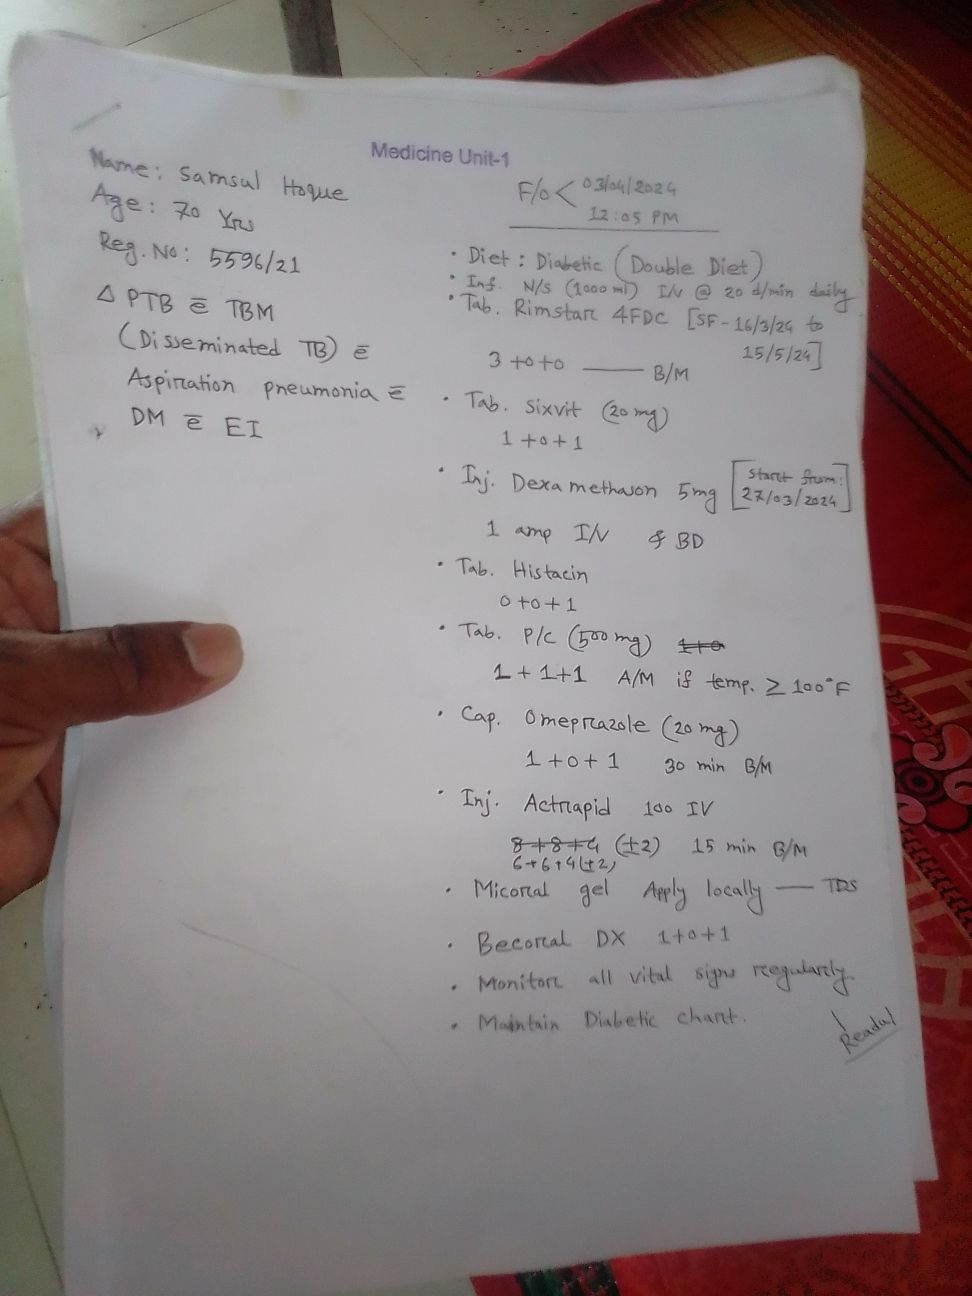 Medicine Unit-1
Name: Samsul Hoque
Age: 70 Yrs
Reg. No: 5596/21
Δ PTB c̄ TBM
(Disseminated TB) c̄
Aspiration pneumonia c̄
DM c̄ EI
F/o < 03/04/2024
12:05 PM
• Diet: Diabetic (Double Diet)
• Inf. N/S (1000 ml) I/V @ 20 d/min daily
• Tab. Rimstar 4FDC [SF - 16/3/24 to
15/5/24]
3+0+0 —— B/M
• Tab. Sixvit (20 mg)
1+0+1
• Inj. Dexamethason 5mg [Start from:
27/03/2024]
1 amp I/V BD
• Tab. Histacin
0+0+1
• Tab. P/C (500 mg) 1+0
1+1+1 A/M if temp. ≥ 100°F
• Cap. Omeprazole (20 mg)
1+0+1 30 min B/M
• Inj. Actrapid 100 IV
8+8+4 (±2) 15 min B/M
6+6+4(±2)
• Micoral gel Apply locally — TDS
• Becoral DX 1+0+1
• Monitor all vital signs regularly.
• Maintain Diabetic chart.